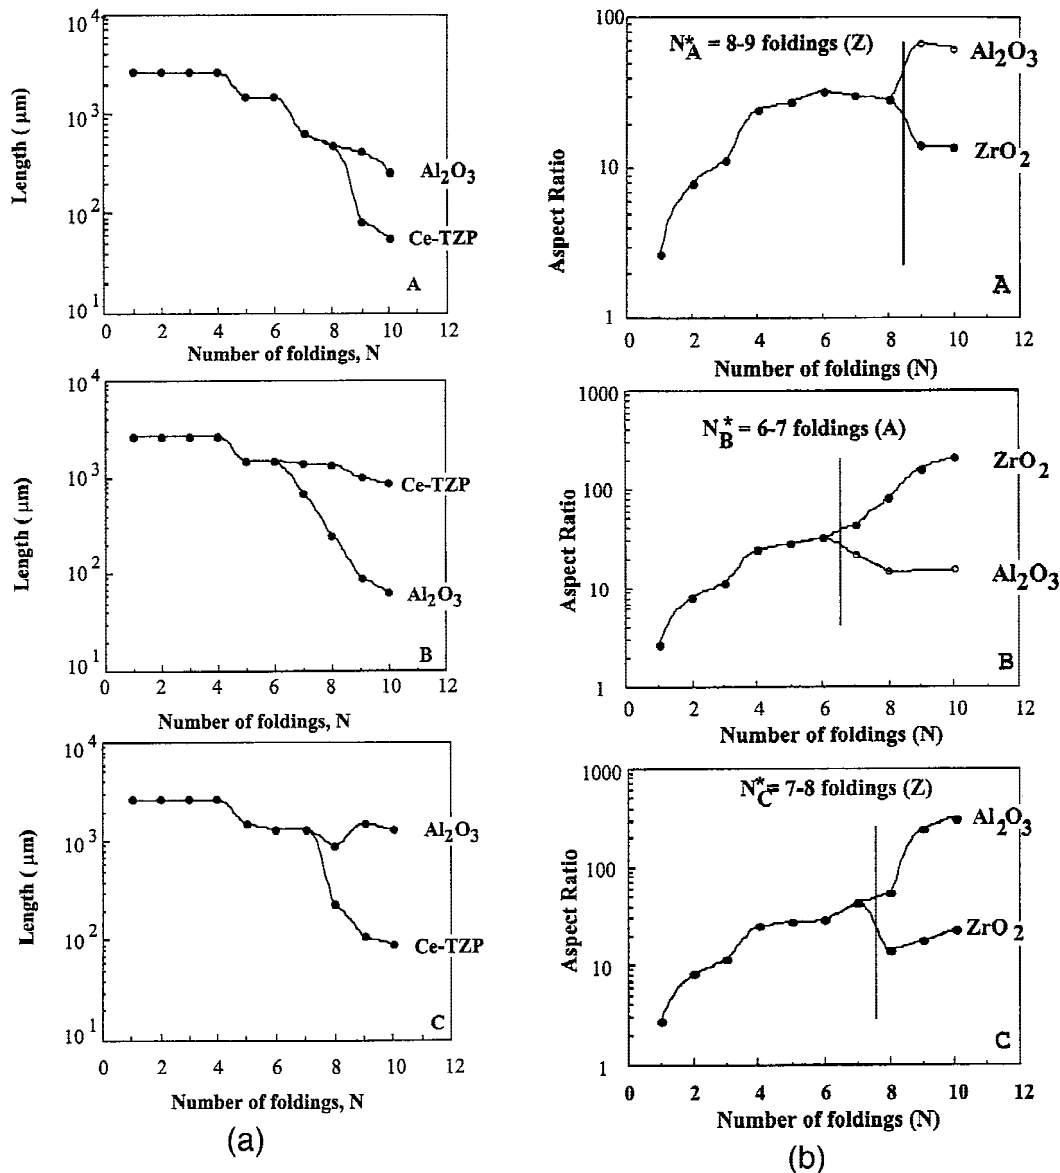 10^4
10^3
10^2
10^1
Length ( μm)
Al2O3
Ce-TZP
A
0 2 4 6 8 10 12
Number of foldings, N
10^4
10^3
10^2
10^1
Length ( μm)
Ce-TZP
Al2O3
B
0 2 4 6 8 10 12
Number of foldings, N
10^4
10^3
10^2
10^1
Length ( μm)
Al2O3
Ce-TZP
C
0 2 4 6 8 10 12
Number of foldings, N
(a)
100
10
1
Aspect Ratio
N*A = 8-9 foldings (Z)
Al2O3
ZrO2
A
0 2 4 6 8 10 12
Number of foldings (N)
1000
100
10
1
Aspect Ratio
N*B = 6-7 foldings (A)
ZrO2
Al2O3
B
0 2 4 6 8 10 12
Number of foldings (N)
1000
100
10
1
Aspect Ratio
N*C = 7-8 foldings (Z)
Al2O3
ZrO2
C
0 2 4 6 8 10 12
Number of foldings (N)
(b)